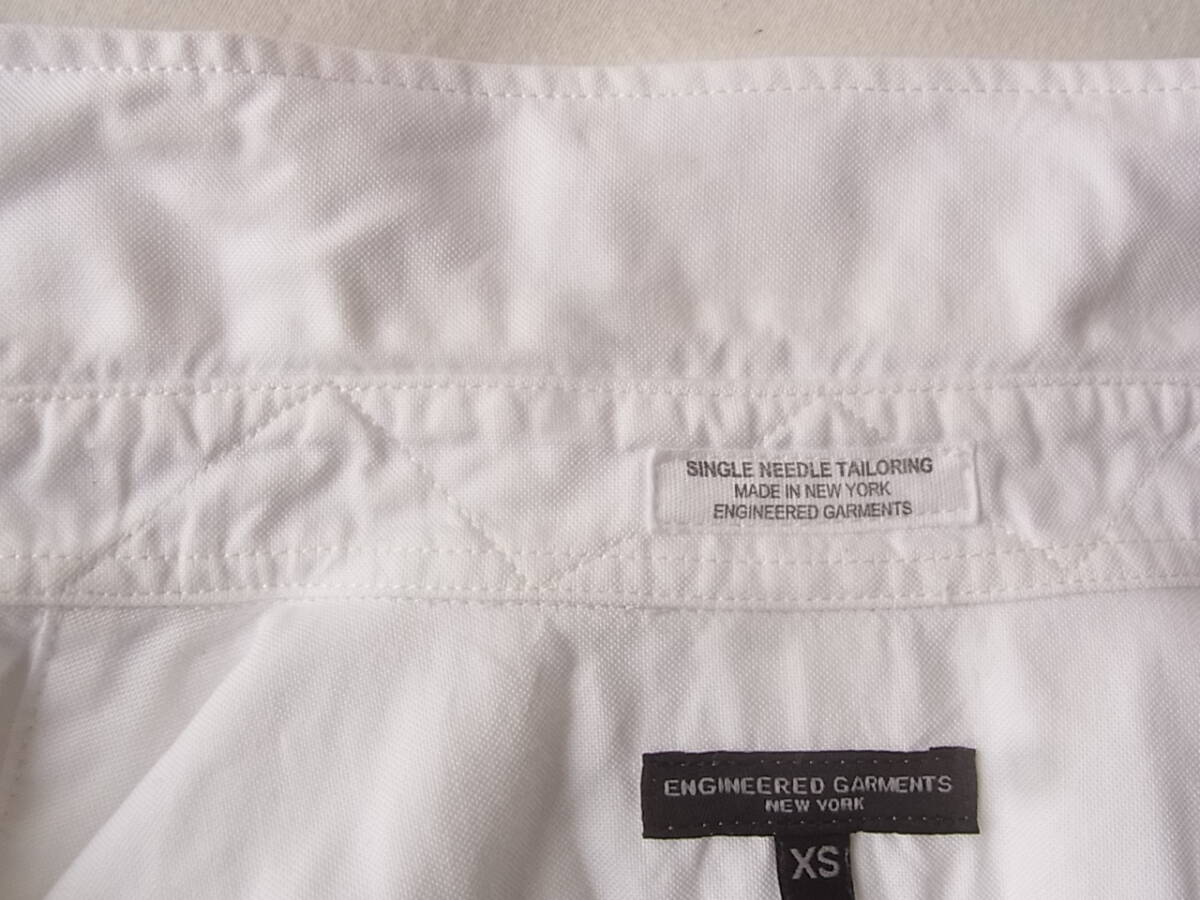 SINGLE NEEDLE TAILORING
MADE IN NEW YORK
ENGINEERED GARMENTS
ENGINEERED GARMENTS
NEW YORK
XS